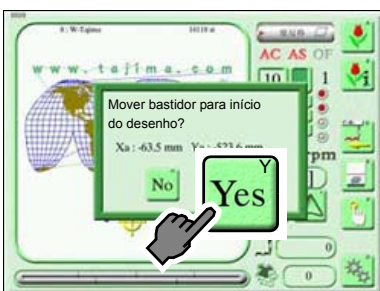 8 : W-Tajima
AC AS OF
www.tajima.com
10 1
Mover bastidor para início
do desenho?
Xa : -63.5 mm Ya : -523.6 mm
No
Y
Yes
rpm
0
0